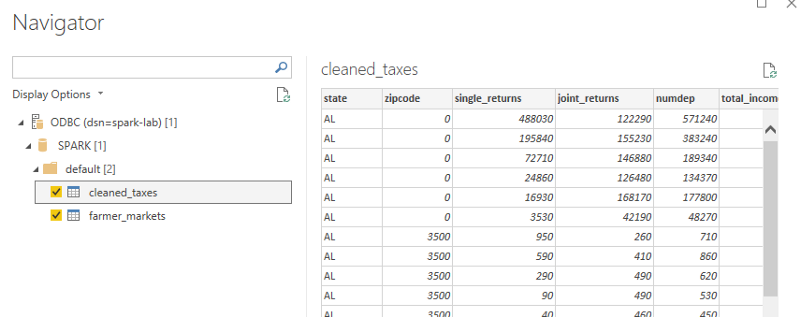 Navigator
Display Options
ODBC (dsn=spark-lab) [1]
SPARK [1]
default [2]
cleaned_taxes
farmer_markets
cleaned_taxes
state zipcode single_returns joint_returns numdep total_incom
AL 0 488030 122290 571240
AL 0 195840 155230 383240
AL 0 72710 146880 189340
AL 0 24860 126480 134370
AL 0 16930 168170 177800
AL 0 3530 42190 48270
AL 3500 950 260 710
AL 3500 590 410 860
AL 3500 290 490 620
AL 3500 90 490 530
AL 3500 40 460 450